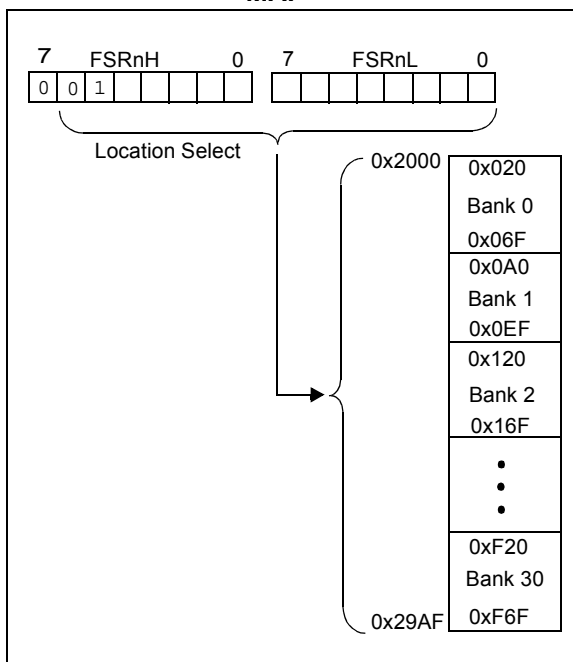 7 FSRnH 0 7 FSRnL 0
0 0 1
Location Select
0x2000
0x020
Bank 0
0x06F
0x0A0
Bank 1
0x0EF
0x120
Bank 2
0x16F
0xF20
Bank 30
0xF6F
0x29AF